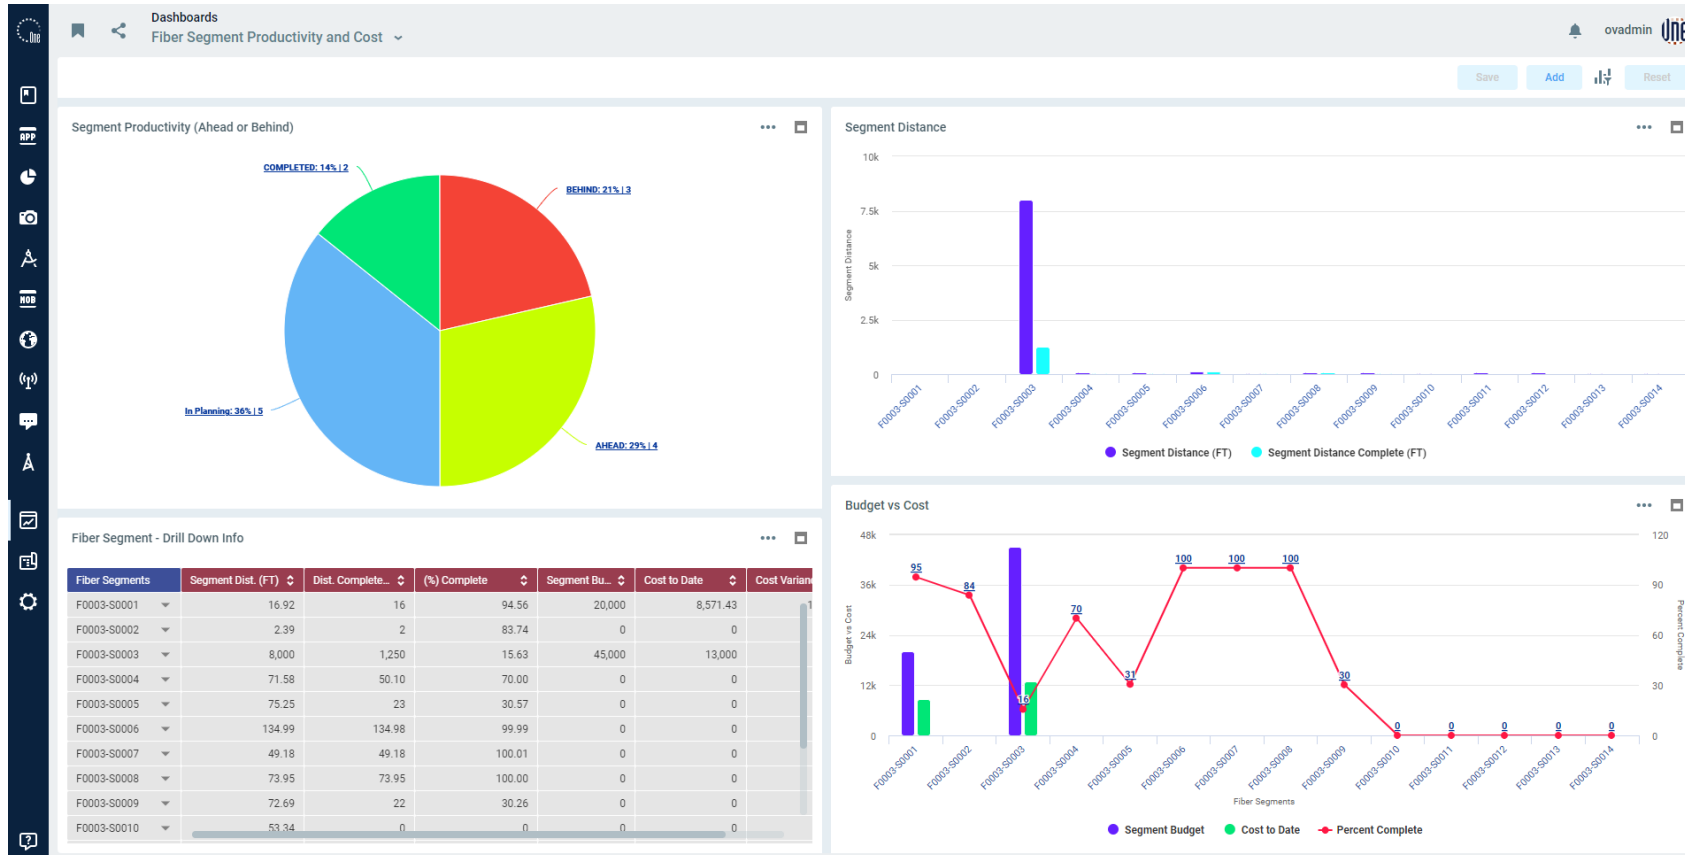 One
Dashboards
Fiber Segment Productivity and Cost
ovadmin
One
Save
Add
Reset
APP
MOB
Segment Productivity (Ahead or Behind)
COMPLETED: 14% | 2
BEHIND: 21% | 3
In Planning: 36% | 5
AHEAD: 29% | 4
Segment Distance
10k
7.5k
5k
2.5k
0
Segment Distance
F0003-S0001
F0003-S0002
F0003-S0003
F0003-S0004
F0003-S0005
F0003-S0006
F0003-S0007
F0003-S0008
F0003-S0009
F0003-S0010
F0003-S0011
F0003-S0012
F0003-S0013
F0003-S0014
Segment Distance (FT) Segment Distance Complete (FT)
Fiber Segment - Drill Down Info
Fiber Segments Segment Dist. (FT) Dist. Complete... (%) Complete Segment Bu... Cost to Date Cost Varian
F0003-S0001 16.92 16 94.56 20,000 8,571.43 1
F0003-S0002 2.39 2 83.74 0 0
F0003-S0003 8,000 1,250 15.63 45,000 13,000
F0003-S0004 71.58 50.10 70.00 0 0
F0003-S0005 75.25 23 30.57 0 0
F0003-S0006 134.99 134.98 99.99 0 0
F0003-S0007 49.18 49.18 100.01 0 0
F0003-S0008 73.95 73.95 100.00 0 0
F0003-S0009 72.69 22 30.26 0 0
F0003-S0010 53.34 0 0 0 0
Budget vs Cost
48k
36k
24k
12k
0
Budget vs Cost
120
90
60
30
0
Percent Complete
95
84
16
70
31
100
100
100
30
0
0
0
0
0
F0003-S0001
F0003-S0002
F0003-S0003
F0003-S0004
F0003-S0005
F0003-S0006
F0003-S0007
F0003-S0008
F0003-S0009
F0003-S0010
F0003-S0011
F0003-S0012
F0003-S0013
F0003-S0014
Fiber Segments
Segment Budget Cost to Date Percent Complete